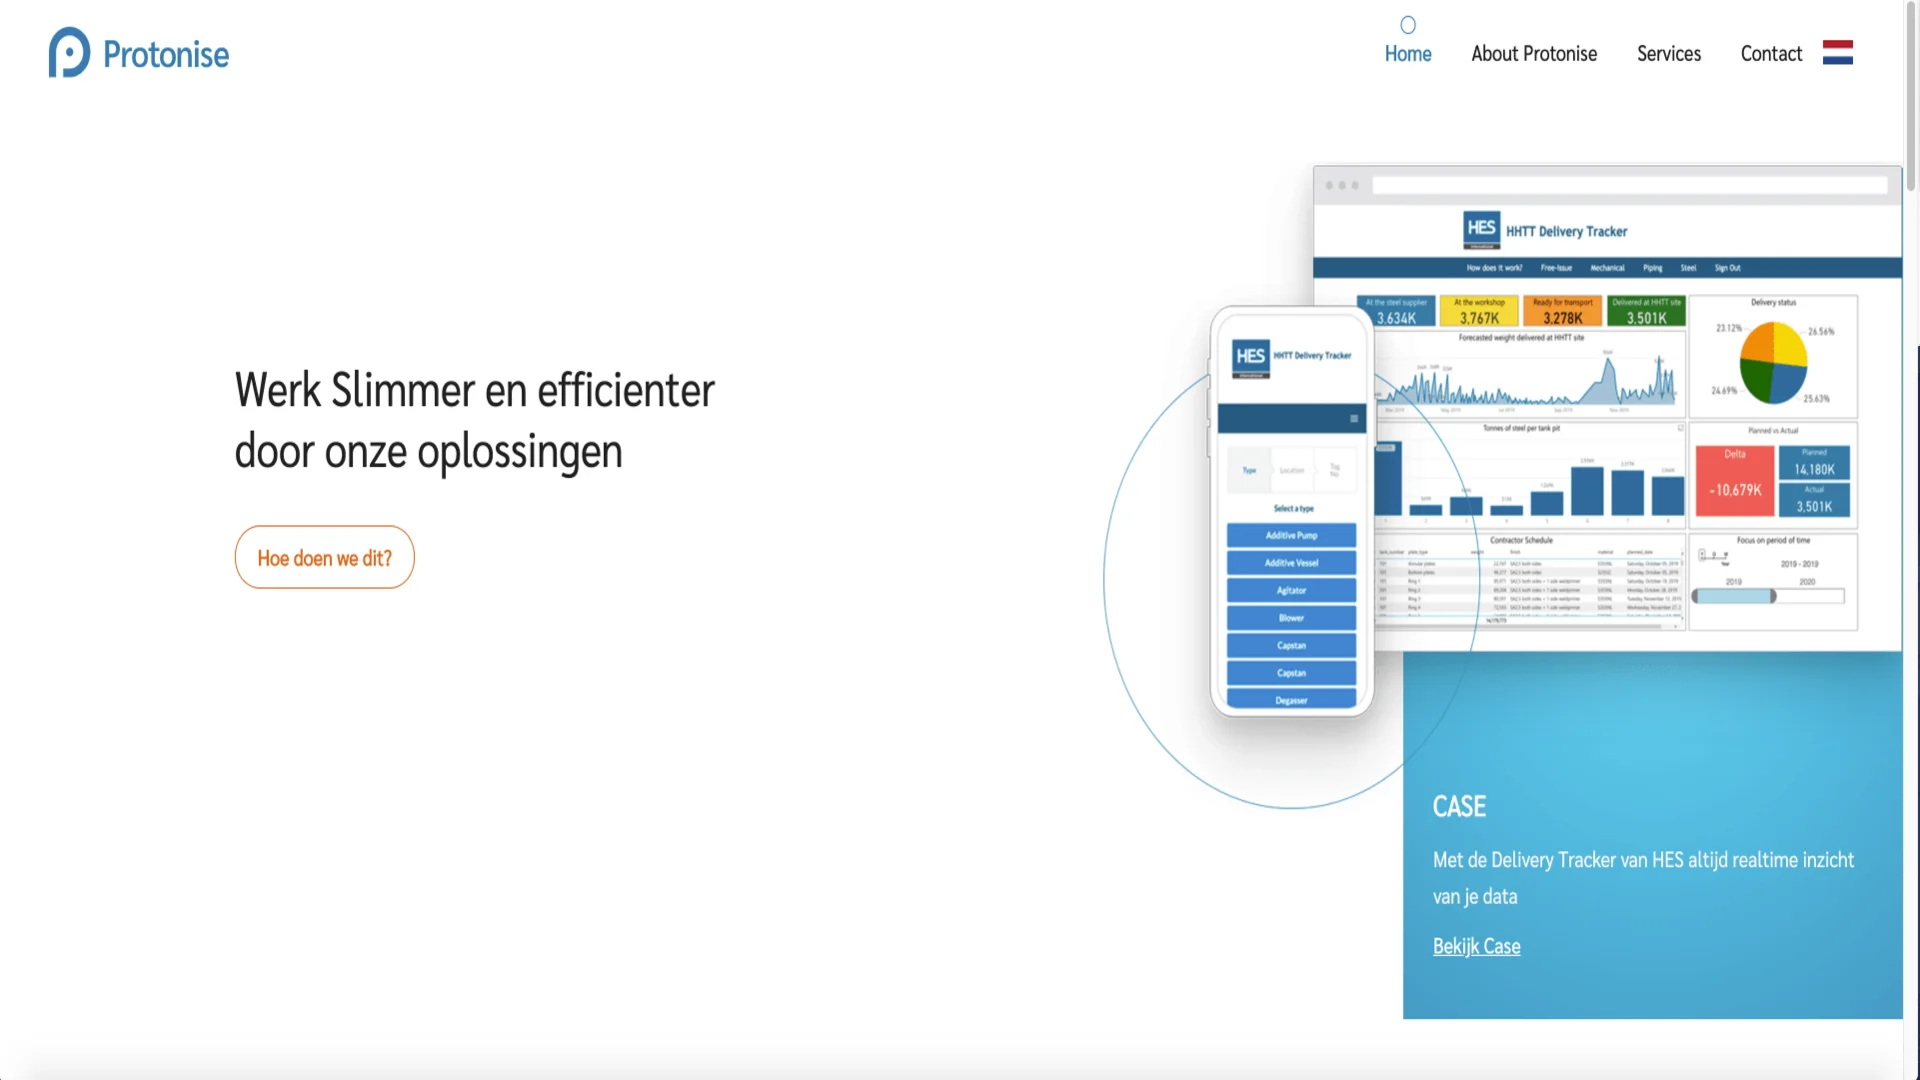 Protonise
Home
About Protonise
Services
Contact
Werk Slimmer en efficienter
door onze oplossingen
Hoe doen we dit?
HES
HHTT Delivery Tracker
How does it work?
Free-Issue
Mechanical
Piping
Steel
Sign Out
At the steel supplier
3.634K
At the workshop
3.767K
Ready for transport
3.278K
Delivered at HHTT site
3,501K
Delivery status
23.12%
26.56%
24.69%
25.63%
Forecasted weight delivered at HHTT site
Tonnes of steel per tank pit
Planned vs Actual
Delta
-10,679K
Planned
14,180K
Actual
3,501K
Contractor Schedule
Focus on period of time
2019 - 2019
2019
2020
HES
HHTT Delivery Tracker
Type
Location
Tag
No
Select a type
Additive Pump
Additive Vessel
Agitator
Blower
Capstan
Capstan
Degasser
CASE
Met de Delivery Tracker van HES altijd realtime inzicht
van je data
Bekijk Case